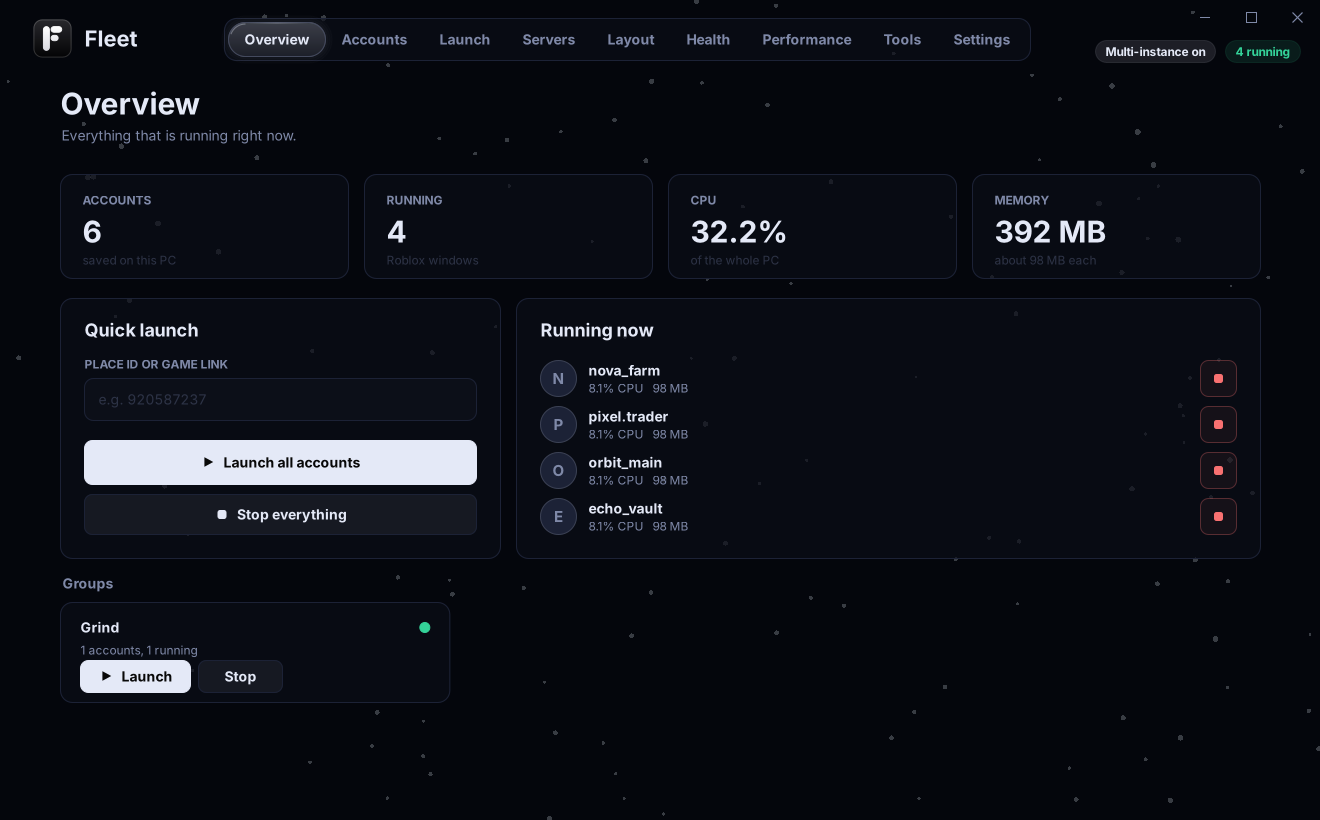 Fleet
Overview Accounts Launch Servers Layout Health Performance Tools Settings
Multi-instance on 4 running
Overview
Everything that is running right now.
ACCOUNTS
6
saved on this PC
RUNNING
4
Roblox windows
CPU
32.2%
of the whole PC
MEMORY
392 MB
about 98 MB each
Quick launch
PLACE ID OR GAME LINK
e.g. 920587237
Launch all accounts
Stop everything
Running now
N
nova_farm
8.1% CPU 98 MB
P
pixel.trader
8.1% CPU 98 MB
O
orbit_main
8.1% CPU 98 MB
E
echo_vault
8.1% CPU 98 MB
Groups
Grind
1 accounts, 1 running
Launch Stop